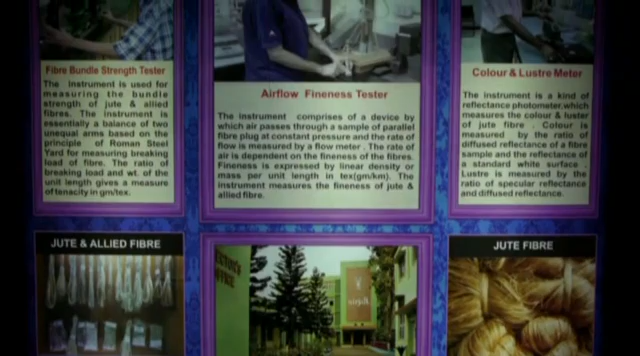 Fibre Bundle Strength Tester
The instrument is used for
measuring the bundle
strength of jute & allied
fibres. The instrument is
essentially a balance of two
unequal arms based on the
principle of Roman Steel
Yard for measuring breaking
load of fibre. The ratio of
breaking load and wt. of the
unit length gives a measure
of tenacity in gm/tex.
Airflow Fineness Tester
The instrument comprises of a device by
which air passes through a sample of parallel
fibre plug at constant pressure and the rate of
flow is measured by a flow meter . The rate of
air is dependent on the fineness of the fibres.
Fineness is expressed by linear density or
mass per unit length in tex(gm/km). The
instrument measures the fineness of jute &
allied fibre.
Colour & Lustre Meter
The instrument is a kind of
reflectance photometer, which
measures the colour & luster
of jute fibre . Colour is
measured by the ratio of
diffused reflectance of a fibre
sample and the reflectance of
a standard white surface .
Lustre is measured by the
ratio of specular reflectance
and diffused reflectance.
JUTE & ALLIED FIBRE
JUTE FIBRE